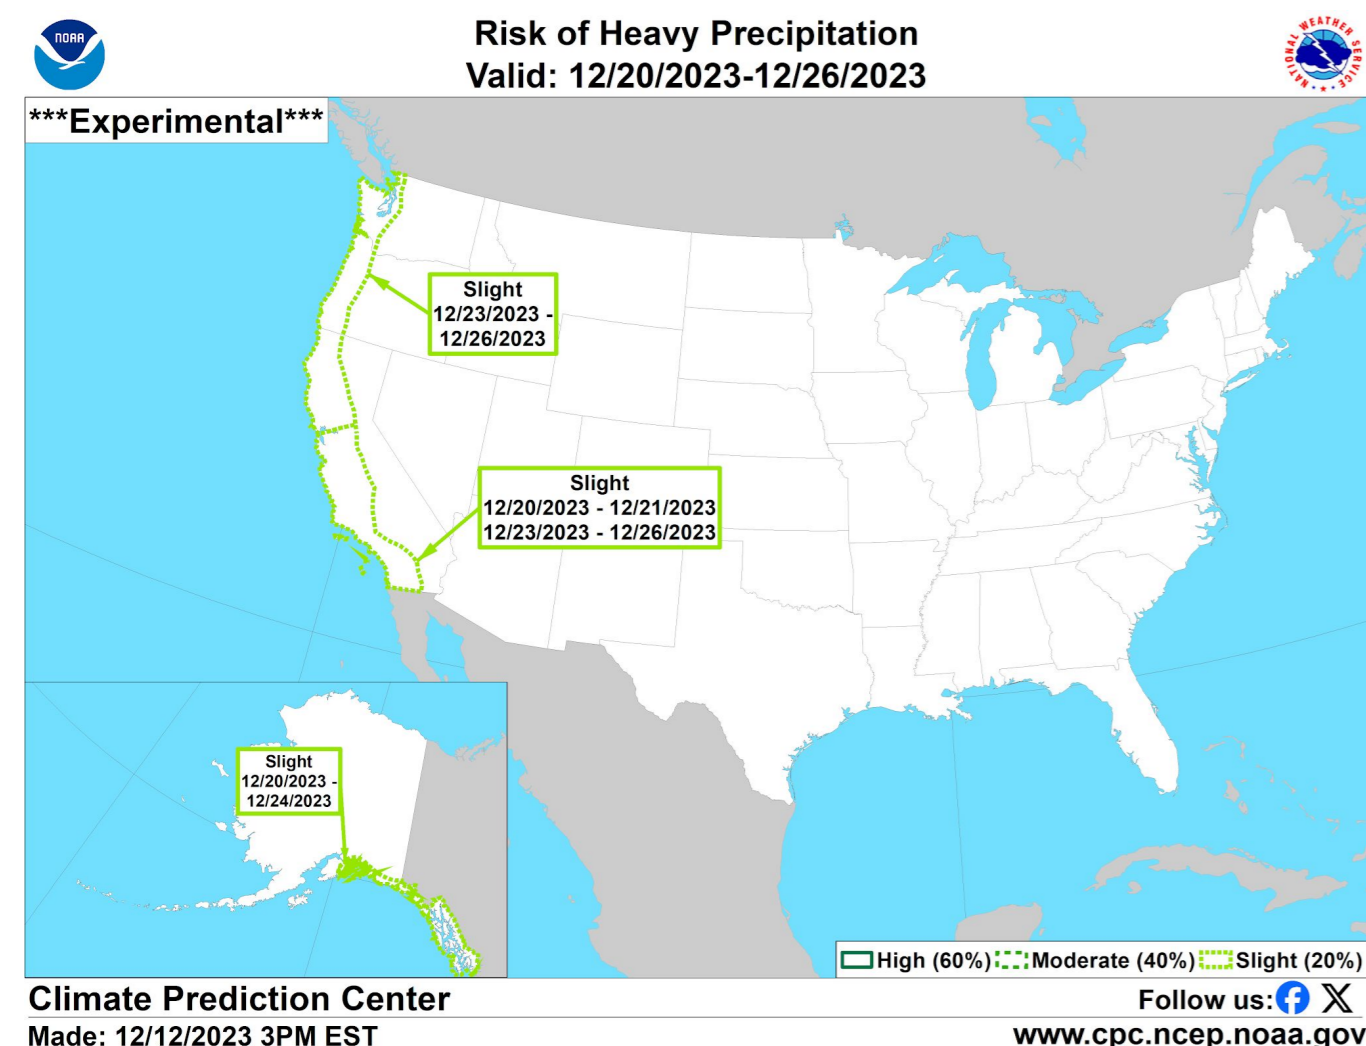 NOAA
Risk of Heavy Precipitation
Valid: 12/20/2023-12/26/2023
NATIONAL WEATHER SERVICE
***Experimental***
Slight
12/23/2023 -
12/26/2023
Slight
12/20/2023 - 12/21/2023
12/23/2023 - 12/26/2023
Slight
12/20/2023 -
12/24/2023
High (60%) Moderate (40%) Slight (20%)
Climate Prediction Center
Follow us:
Made: 12/12/2023 3PM EST
www.cpc.ncep.noaa.gov